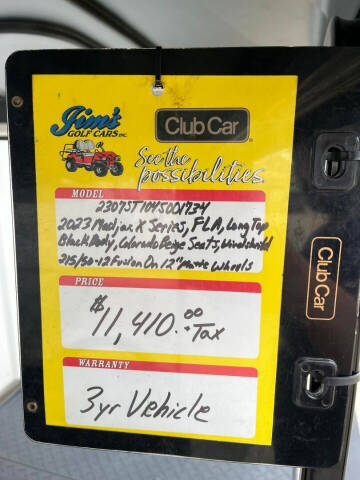 Jim's
GOLF CARS INC.
Club Car
See the
possibilities.
MODEL
2307ST1045001734
2023 Madjax X Series, FLA, Long Top
Black Body, Colorado Beige Seats, Windshield
215/50-12 Fusion On 12" Wheels
PRICE
$11,410.00
+Tax
WARRANTY
3yr Vehicle
Club Car